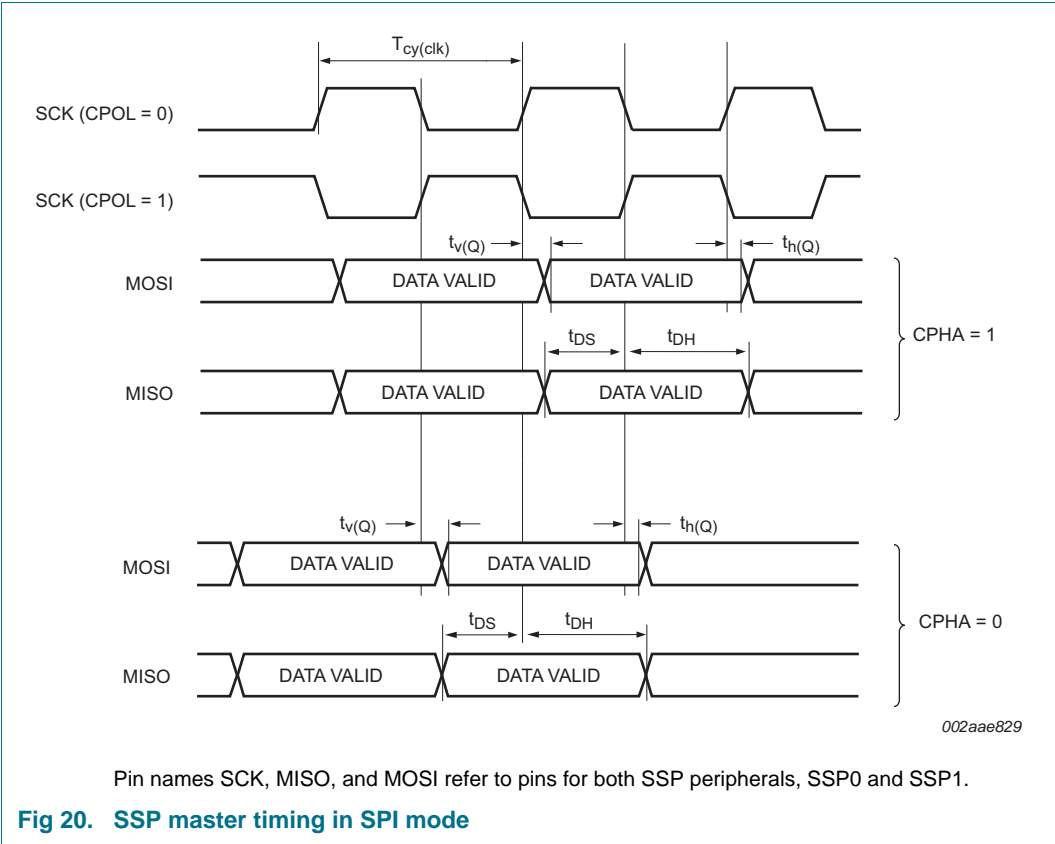 Tcy(clk)
SCK (CPOL = 0)
SCK (CPOL = 1)
tv(Q)
th(Q)
MOSI
DATA VALID
DATA VALID
tDS
tDH
CPHA = 1
MISO
DATA VALID
DATA VALID
tv(Q)
th(Q)
MOSI
DATA VALID
DATA VALID
tDS
tDH
CPHA = 0
MISO
DATA VALID
DATA VALID
002aae829
Pin names SCK, MISO, and MOSI refer to pins for both SSP peripherals, SSP0 and SSP1.
Fig 20. SSP master timing in SPI mode